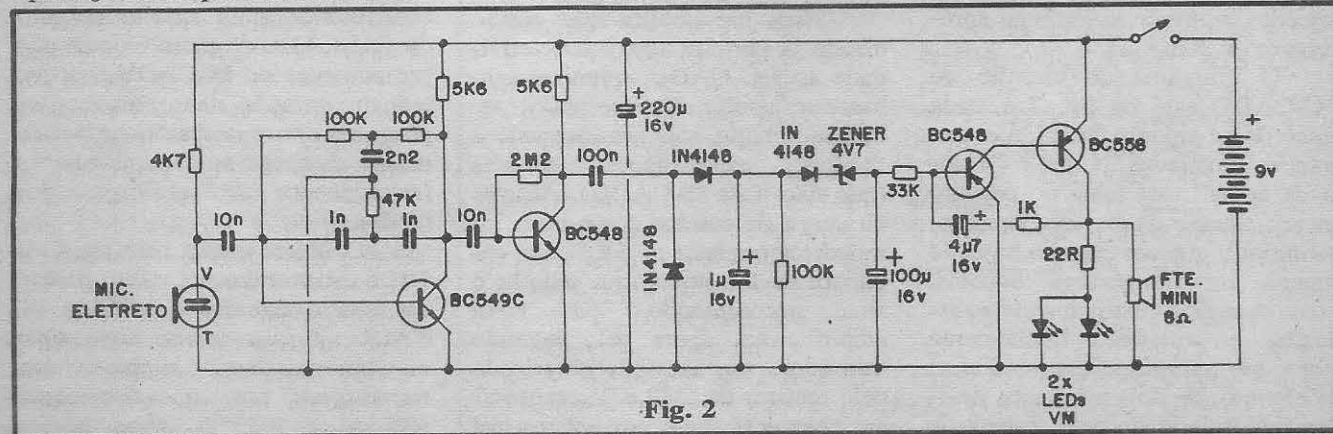 4K7
10n
MIC.
ELETRETO
V
T
100K
100K
2n2
47K
1n
1n
5K6
10n
BC549C
5K6
2M2
BC548
100n
220µ
16v
1N4148
1N4148
1µ
16v
1N
4148
ZENER
4V7
100K
100µ
16v
33K
BC548
4µ7
16v
1K
BC558
22R
2x
LEDs
VM
FTE.
MINI
8Ω
9v
Fig. 2